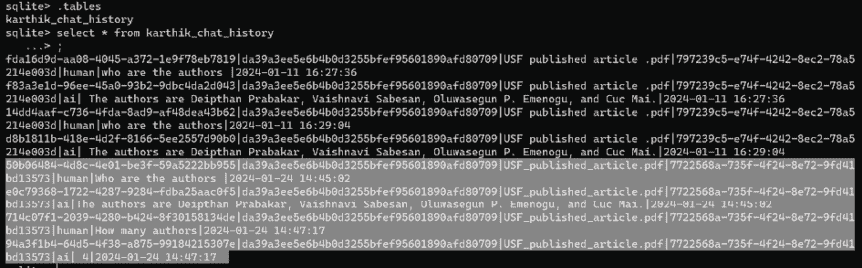 sqlite> .tables
karthik_chat_history
sqlite> select * from karthik_chat_history
   ...> ;
fda16d9d-aa08-4045-a372-1e9f78eb7819|da39a3ee5e6b4b0d3255bfef95601890afd80709|USF published article .pdf|797239c5-e74f-4242-8ec2-78a5
214e003d|human|who are the authors |2024-01-11 16:27:36
f83a3e1d-96ee-45a0-93b2-9dbc4da2d043|da39a3ee5e6b4b0d3255bfef95601890afd80709|USF published article .pdf|797239c5-e74f-4242-8ec2-78a5
214e003d|ai| The authors are Deipthan Prabakar, Vaishnavi Sabesan, Oluwasegun P. Emenogu, and Cuc Mai.|2024-01-11 16:27:36
14dd4aaf-c736-4fda-8ad9-af48dea43b62|da39a3ee5e6b4b0d3255bfef95601890afd80709|USF published article .pdf|797239c5-e74f-4242-8ec2-78a5
214e003d|human|who are the authors|2024-01-11 16:29:04
d8b1811b-418e-4d2f-8166-5ee2557d90b0|da39a3ee5e6b4b0d3255bfef95601890afd80709|USF published article .pdf|797239c5-e74f-4242-8ec2-78a5
214e003d|ai| The authors are Deipthan Prabakar, Vaishnavi Sabesan, Oluwasegun P. Emenogu, and Cuc Mai.|2024-01-11 16:29:04
50b06484-4d8c-4e01-be3f-59a5222bb955|da39a3ee5e6b4b0d3255bfef95601890afd80709|USF_published_article.pdf|7722568a-735f-4f24-8e72-9fd41
bd13573|human|Who are the authors |2024-01-24 14:45:02
e0c79368-1722-4287-9284-fdba25aac0f5|da39a3ee5e6b4b0d3255bfef95601890afd80709|USF_published_article.pdf|7722568a-735f-4f24-8e72-9fd41
bd13573|ai|The authors are Deipthan Prabakar, Vaishnavi Sabesan, Oluwasegun P. Emenogu, and Cuc Mai.|2024-01-24 14:45:02
714c07f1-2039-4280-b424-8f30158134de|da39a3ee5e6b4b0d3255bfef95601890afd80709|USF_published_article.pdf|7722568a-735f-4f24-8e72-9fd41
bd13573|human|How many authors|2024-01-24 14:47:17
94a3f1b4-64d5-4f38-a875-99184215307e|da39a3ee5e6b4b0d3255bfef95601890afd80709|USF_published_article.pdf|7722568a-735f-4f24-8e72-9fd41
bd13573|ai| 4|2024-01-24 14:47:17